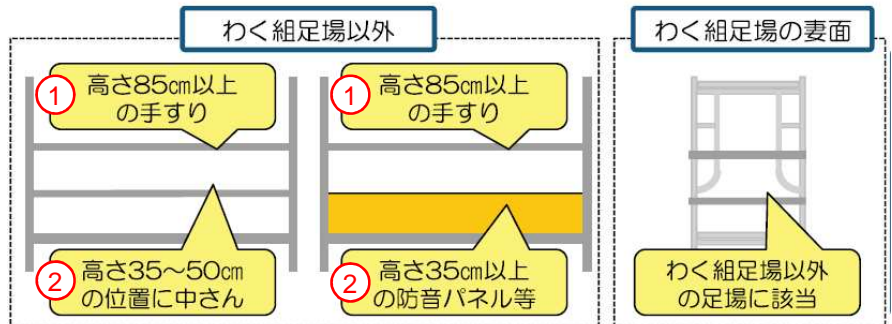 わく組足場以外
① 高さ85㎝以上
の手すり
② 高さ35～50㎝
の位置に中さん
① 高さ85㎝以上
の手すり
② 高さ35㎝以上
の防音パネル等
わく組足場の妻面
わく組足場以外
の足場に該当